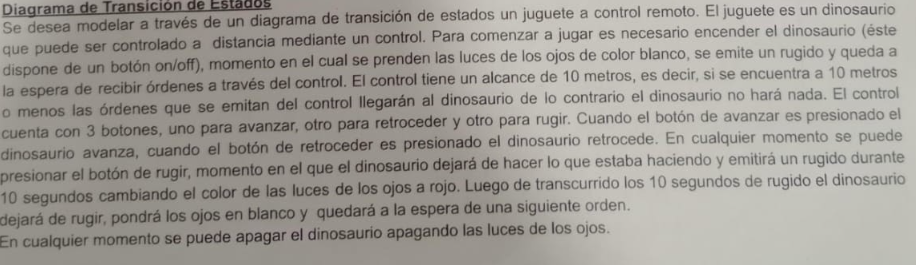 Diagrama de Transición de Estados
Se desea modelar a través de un diagrama de transición de estados un juguete a control remoto. El juguete es un dinosaurio
que puede ser controlado a distancia mediante un control. Para comenzar a jugar es necesario encender el dinosaurio (éste
dispone de un botón on/off), momento en el cual se prenden las luces de los ojos de color blanco, se emite un rugido y queda a
la espera de recibir órdenes a través del control. El control tiene un alcance de 10 metros, es decir, si se encuentra a 10 metros
o menos las órdenes que se emitan del control llegarán al dinosaurio de lo contrario el dinosaurio no hará nada. El control
cuenta con 3 botones, uno para avanzar, otro para retroceder y otro para rugir. Cuando el botón de avanzar es presionado el
dinosaurio avanza, cuando el botón de retroceder es presionado el dinosaurio retrocede. En cualquier momento se puede
presionar el botón de rugir, momento en el que el dinosaurio dejará de hacer lo que estaba haciendo y emitirá un rugido durante
10 segundos cambiando el color de las luces de los ojos a rojo. Luego de transcurrido los 10 segundos de rugido el dinosaurio
dejará de rugir, pondrá los ojos en blanco y quedará a la espera de una siguiente orden.
En cualquier momento se puede apagar el dinosaurio apagando las luces de los ojos.